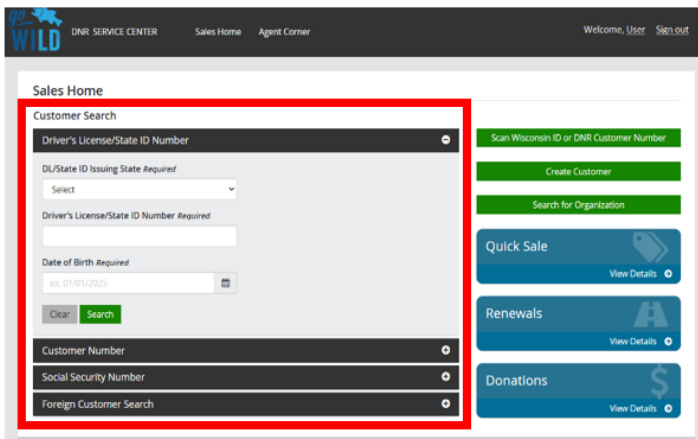 go WILD
DNR SERVICE CENTER
Sales Home
Agent Corner
Welcome, User
Sign out
Sales Home
Customer Search
Driver's License/State ID Number
DL/State ID Issuing State Required
Select
Driver's License/State ID Number Required
Date of Birth Required
ex. 01/01/2025
Clear
Search
Customer Number
Social Security Number
Foreign Customer Search
Scan Wisconsin ID or DNR Customer Number
Create Customer
Search for Organization
Quick Sale
View Details
Renewals
View Details
Donations
View Details